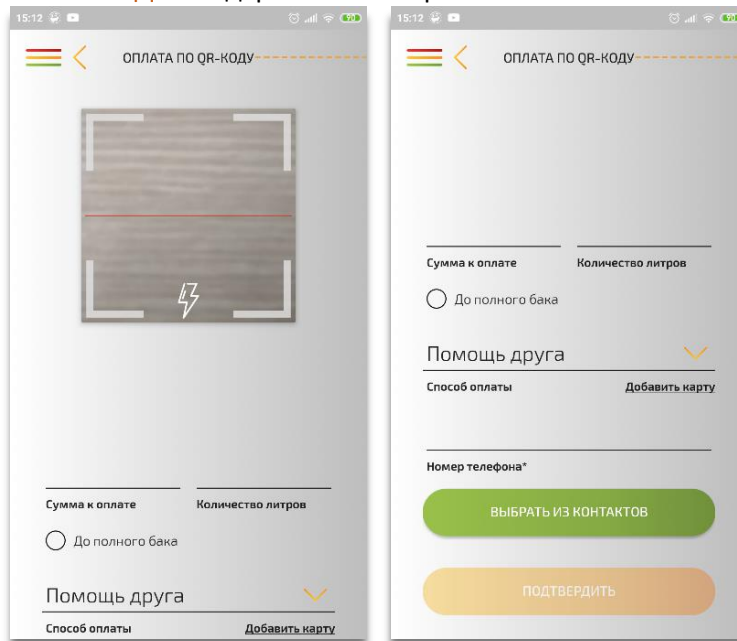 15:12
90
ОПЛАТА ПО QR-КОДУ
Сумма к оплате Количество литров
До полного бака
Помощь друга
Способ оплаты Добавить карту
15:12
90
ОПЛАТА ПО QR-КОДУ
Сумма к оплате Количество литров
До полного бака
Помощь друга
Способ оплаты Добавить карту
Номер телефона*
ВЫБРАТЬ ИЗ КОНТАКТОВ
ПОДТВЕРДИТЬ